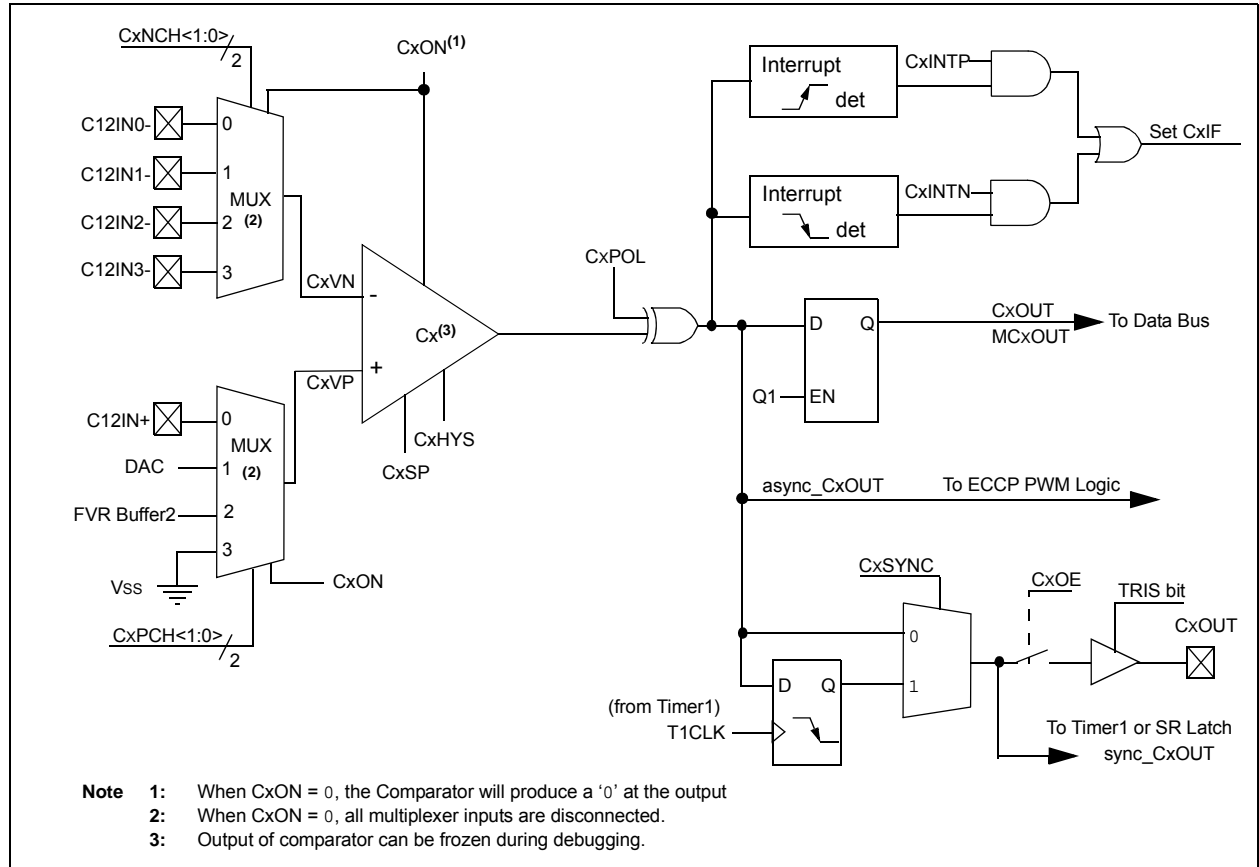 CxNCH<1:0>
2
CxON(1)
C12IN0-
0
C12IN1-
1
MUX
(2)
C12IN2-
2
C12IN3-
3
CxVN
-
Cx(3)
CxVP
+
CxHYS
CxSP
C12IN+
0
MUX
(2)
DAC
1
FVR Buffer2
2
3
VSS
CxON
CxPCH<1:0>
2
CxPOL
Interrupt
det
CxINTP
Interrupt
det
CxINTN
Set CxIF
D
Q
Q1
EN
CxOUT
MCxOUT
To Data Bus
async_CxOUT
To ECCP PWM Logic
CxSYNC
0
1
CxOE
TRIS bit
CxOUT
D
Q
(from Timer1)
T1CLK
To Timer1 or SR Latch
sync_CxOUT
Note 1: When CxON = 0, the Comparator will produce a ‘0’ at the output
2: When CxON = 0, all multiplexer inputs are disconnected.
3: Output of comparator can be frozen during debugging.